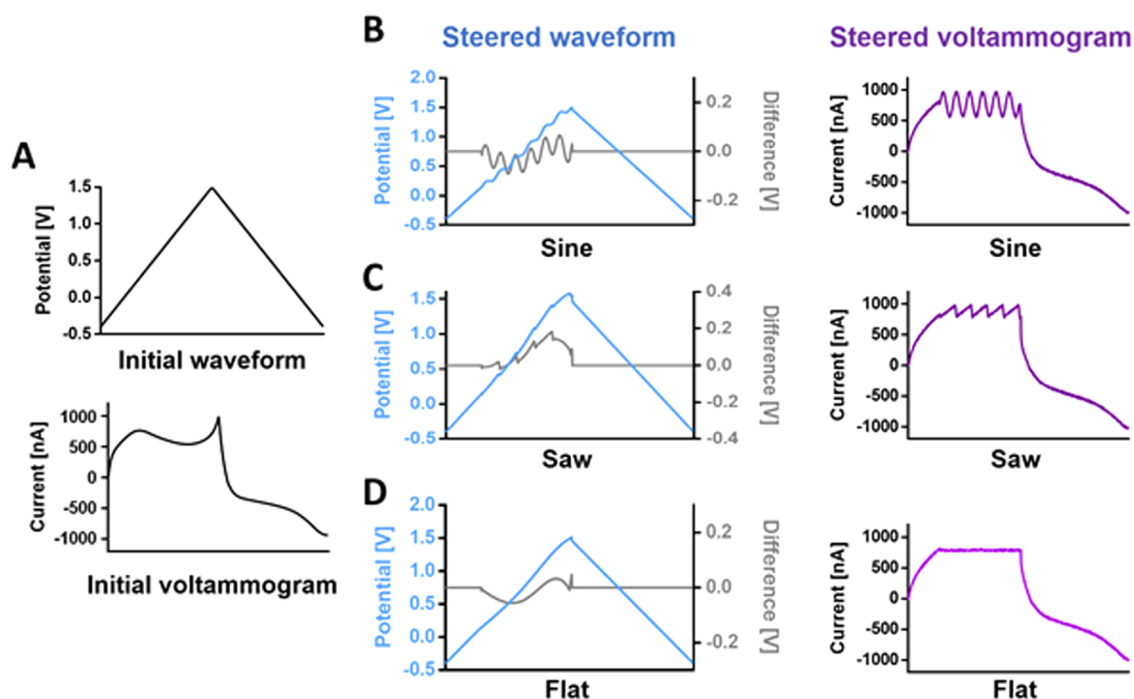 A
1.5
1.0
0.5
0.0
-0.5
Potential [V]
Initial waveform
1000
500
0
-500
-1000
Current [nA]
Initial voltammogram
B
Steered waveform
Steered voltammogram
2.0
1.5
1.0
0.5
0.0
-0.5
Potential [V]
0.2
0.0
-0.2
Difference [V]
Sine
1000
500
0
-500
-1000
Current [nA]
Sine
C
1.5
1.0
0.5
0.0
-0.5
Potential [V]
0.4
0.2
0.0
-0.2
-0.4
Difference [V]
Saw
1000
500
0
-500
-1000
Current [nA]
Saw
D
2.0
1.5
1.0
0.5
0.0
-0.5
Potential [V]
0.2
0.0
-0.2
Difference [V]
Flat
1000
500
0
-500
-1000
Current [nA]
Flat